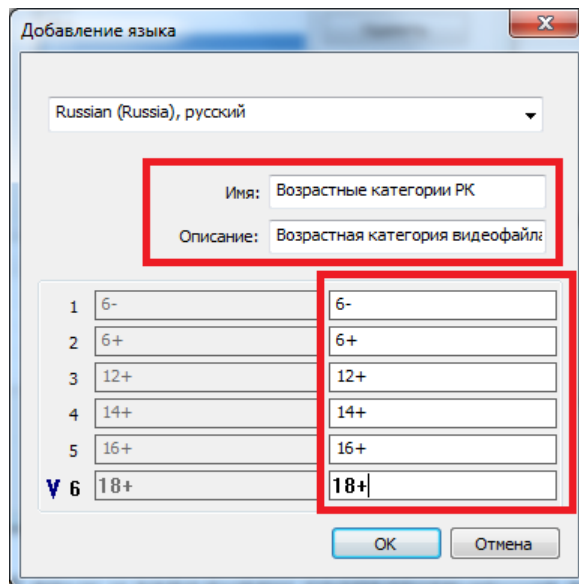 Добавление языка
Russian (Russia), русский
Имя: Возрастные категории РК
Описание: Возрастная категория видеофайла
1 6- 6-
2 6+ 6+
3 12+ 12+
4 14+ 14+
5 16+ 16+
V 6 18+ 18+
OK Отмена